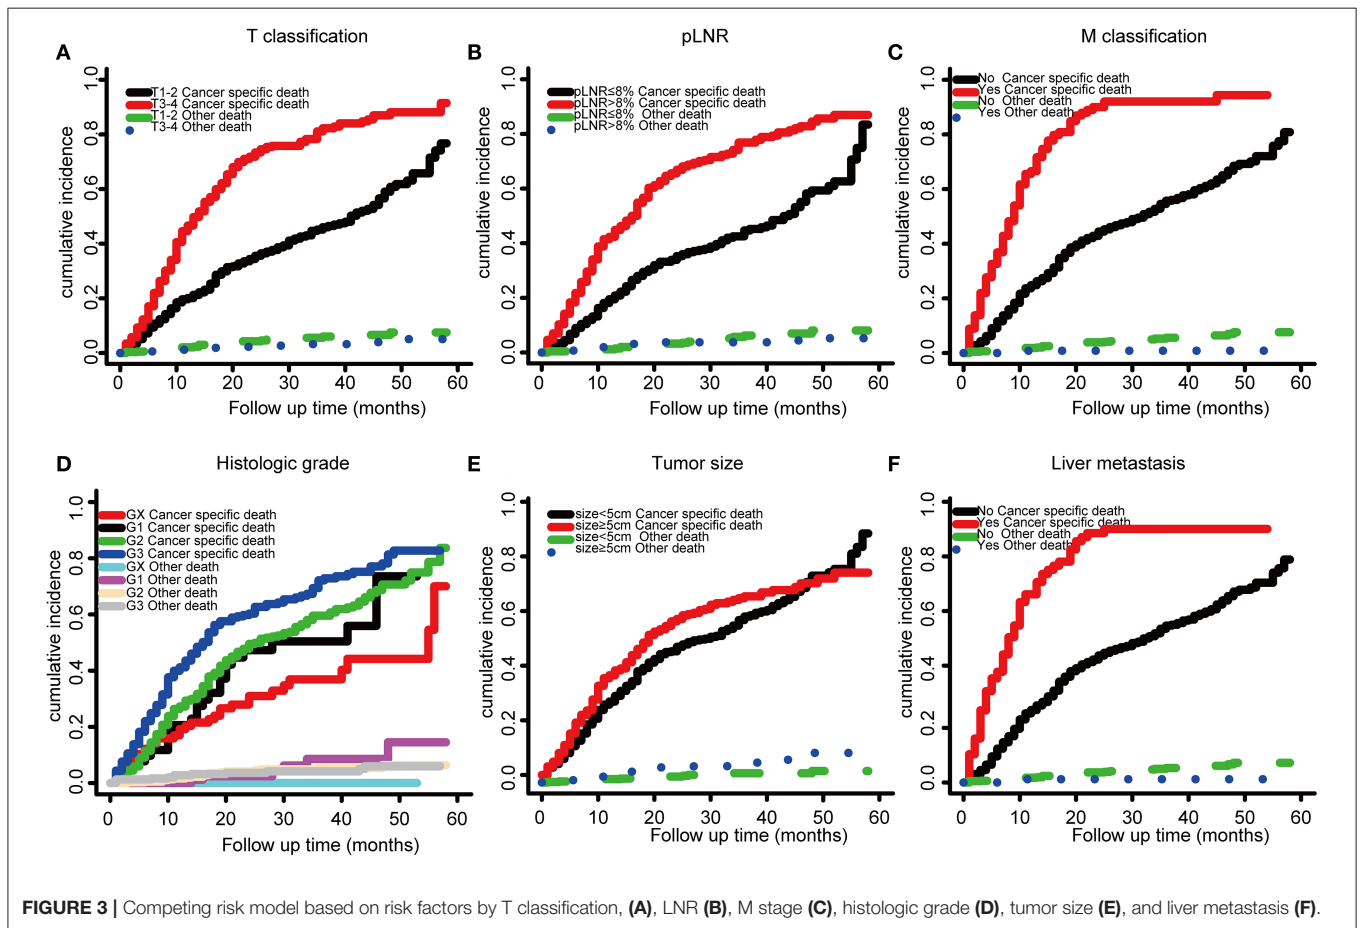 A
T classification
cumulative incidence
1.0
0.8
0.6
0.4
0.2
0.0
T1-2 Cancer specific death
T3-4 Cancer specific death
T1-2 Other death
T3-4 Other death
0 10 20 30 40 50 60
Follow up time (months)
B
pLNR
cumulative incidence
1.0
0.8
0.6
0.4
0.2
0.0
pLNR≤8% Cancer specific death
pLNR>8% Cancer specific death
pLNR≤8% Other death
pLNR>8% Other death
0 10 20 30 40 50 60
Follow up time (months)
C
M classification
cumulative incidence
1.0
0.8
0.6
0.4
0.2
0.0
No Cancer specific death
Yes Cancer specific death
No Other death
Yes Other death
0 10 20 30 40 50 60
Follow up time (months)
D
Histologic grade
cumulative incidence
1.0
0.8
0.6
0.4
0.2
0.0
GX Cancer specific death
G1 Cancer specific death
G2 Cancer specific death
G3 Cancer specific death
GX Other death
G1 Other death
G2 Other death
G3 Other death
0 10 20 30 40 50 60
Follow up time (months)
E
Tumor size
cumulative incidence
1.0
0.8
0.6
0.4
0.2
0.0
size<5cm Cancer specific death
size≥5cm Cancer specific death
size<5cm Other death
size≥5cm Other death
0 10 20 30 40 50 60
Follow up time (months)
F
Liver metastasis
cumulative incidence
1.0
0.8
0.6
0.4
0.2
0.0
No Cancer specific death
Yes Cancer specific death
No Other death
Yes Other death
0 10 20 30 40 50 60
Follow up time (months)
FIGURE 3 | Competing risk model based on risk factors by T classification, (A), LNR (B), M stage (C), histologic grade (D), tumor size (E), and liver metastasis (F).